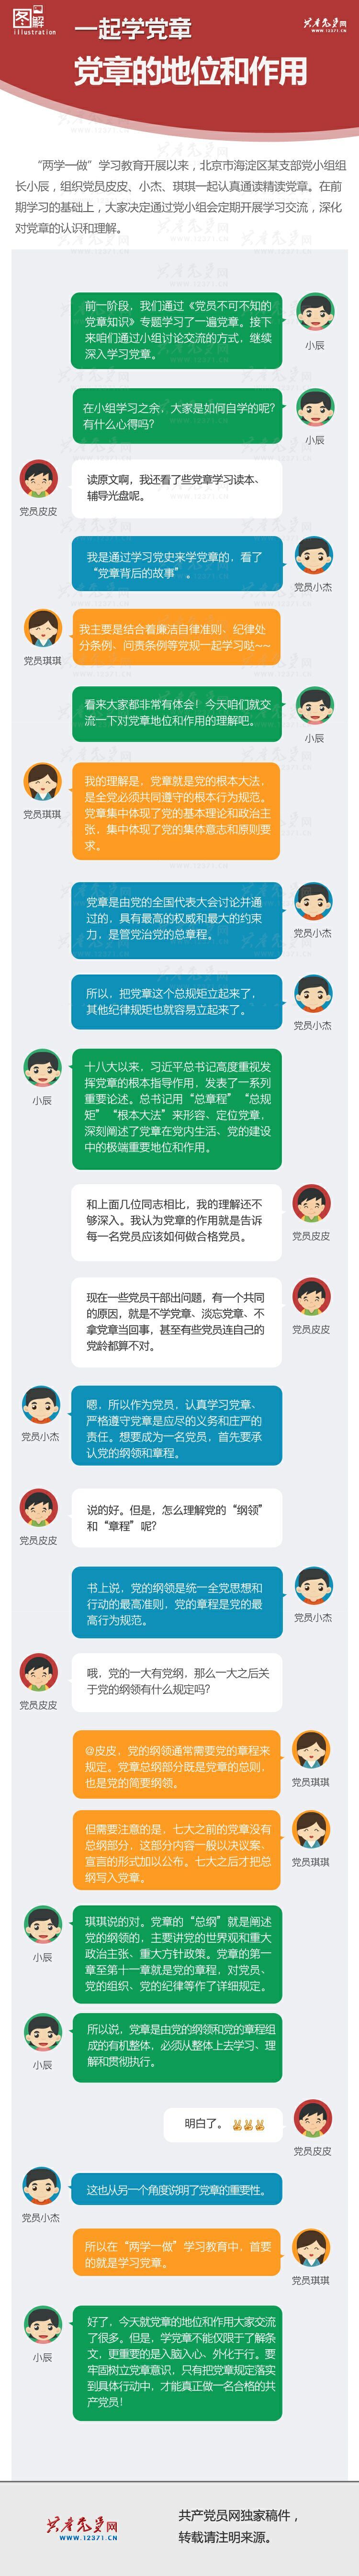 图解
illustration
共产党员网
WWW.12371.CN
一起学党章
党章的地位和作用
“两学一做”学习教育开展以来，北京市海淀区某支部党小组组
长小辰，组织党员皮皮、小杰、琪琪一起认真通读精读党章。在前
期学习的基础上，大家决定通过党小组会定期开展学习交流，深化
对党章的认识和理解。
前一阶段，我们通过《党员不可不知的
党章知识》专题学习了一遍党章。接下
来咱们通过小组讨论交流的方式，继续
深入学习党章。
小辰
在小组学习之余，大家是如何自学的呢？
有什么心得吗？
小辰
读原文啊，我还看了些党章学习读本、
辅导光盘呢。
党员皮皮
我是通过学习党史来学党章的，看了
“党章背后的故事”。
党员小杰
我主要是结合着廉洁自律准则、纪律处
分条例、问责条例等党规一起学习哒~~
党员琪琪
看来大家都非常有体会！今天咱们就交
流一下对党章地位和作用的理解吧。
小辰
我的理解是，党章就是党的根本大法，
是全党必须共同遵守的根本行为规范。
党章集中体现了党的基本理论和政治主
张，集中体现了党的集体意志和原则要
求。
党员琪琪
党章是由党的全国代表大会讨论并通
过的，具有最高的权威和最大的约束
力，是管党治党的总章程。
党员小杰
所以，把党章这个总规矩立起来了，
其他纪律规矩也就容易立起来了。
党员小杰
十八大以来，习近平总书记高度重视发
挥党章的根本指导作用，发表了一系列
重要论述。总书记用“总章程”“总规
矩”“根本大法”来形容、定位党章，
深刻阐述了党章在党内生活、党的建设
中的极端重要地位和作用。
小辰
和上面几位同志相比，我的理解还不
够深入。我认为党章的作用就是告诉
每一名党员应该如何做合格党员。
党员皮皮
现在一些党员干部出问题，有一个共同
的原因，就是不学党章、淡忘党章、不
拿党章当回事，甚至有些党员连自己的
党龄都算不对。
党员皮皮
嗯，所以作为党员，认真学习党章、
严格遵守党章是应尽的义务和庄严的
责任。想要成为一名党员，首先要承
认党的纲领和章程。
党员小杰
说的好。但是，怎么理解党的“纲领”
和“章程”呢？
党员皮皮
书上说，党的纲领是统一全党思想和
行动的最高准则，党的章程是党的最
高行为规范。
党员小杰
哦，党的一大有党纲，那么一大之后关
于党的纲领有什么规定吗？
党员皮皮
@皮皮，党的纲领通常需要党的章程来
规定。党章总纲部分既是党章的总则，
也是党的简要纲领。
党员琪琪
但需要注意的是，七大之前的党章没有
总纲部分，这部分内容一般以决议案、
宣言的形式加以公布。七大之后才把总
纲写入党章。
党员琪琪
琪琪说的对。党章的“总纲”就是阐述
党的纲领的，主要讲党的世界观和重大
政治主张、重大方针政策。党章的第一
章至第十一章就是党的章程，对党员、
党的组织、党的纪律等作了详细规定。
小辰
所以说，党章是由党的纲领和党的章程组
成的有机整体，必须从整体上去学习、理
解和贯彻执行。
小辰
明白了。
党员皮皮
这也从另一个角度说明了党章的重要性。
党员小杰
所以在“两学一做”学习教育中，首要
的就是学习党章。
党员琪琪
好了，今天就党章的地位和作用大家交流
了很多。但是，学党章不能仅限于了解条
文，更重要的是入脑入心、外化于行。要
牢固树立党章意识，只有把党章规定落实
到具体行动中，才能真正做一名合格的共
产党员！
小辰
共产党员网
WWW.12371.CN
共产党员网独家稿件，
转载请注明来源。